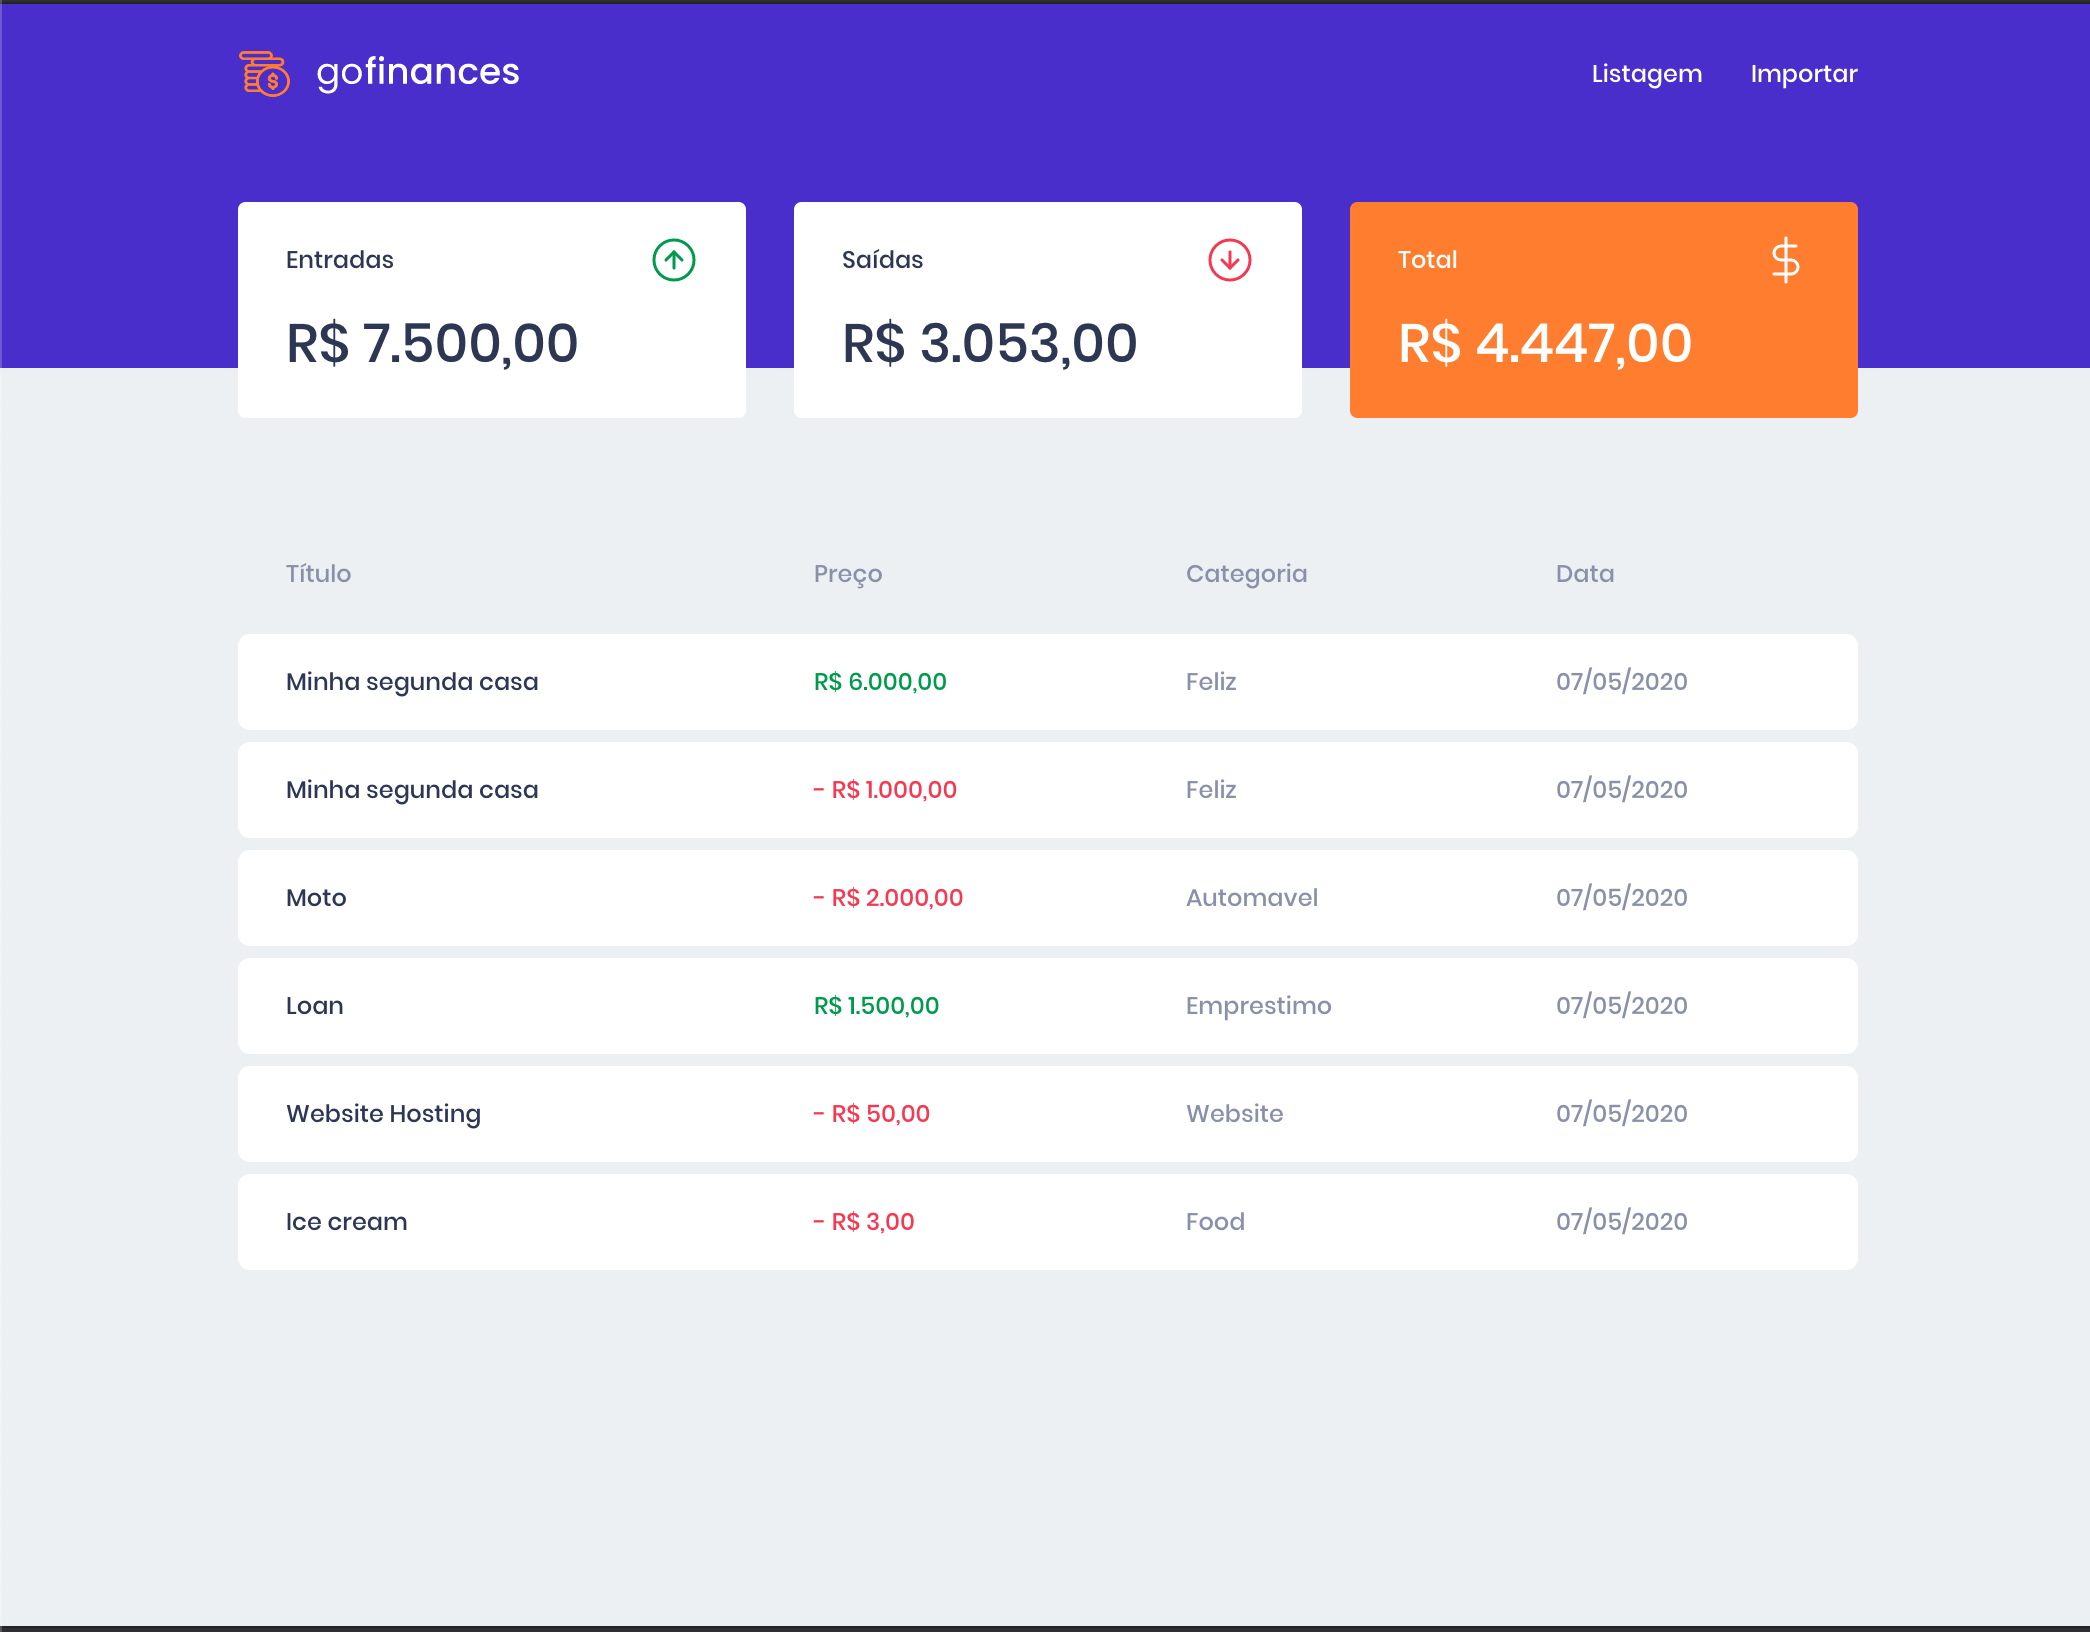 gofinances Listagem Importar
Entradas Saídas Total
R$ 7.500,00 R$ 3.053,00 R$ 4.447,00
Título Preço Categoria Data
Minha segunda casa R$ 6.000,00 Feliz 07/05/2020
Minha segunda casa - R$ 1.000,00 Feliz 07/05/2020
Moto - R$ 2.000,00 Automavel 07/05/2020
Loan R$ 1.500,00 Emprestimo 07/05/2020
Website Hosting - R$ 50,00 Website 07/05/2020
Ice cream - R$ 3,00 Food 07/05/2020